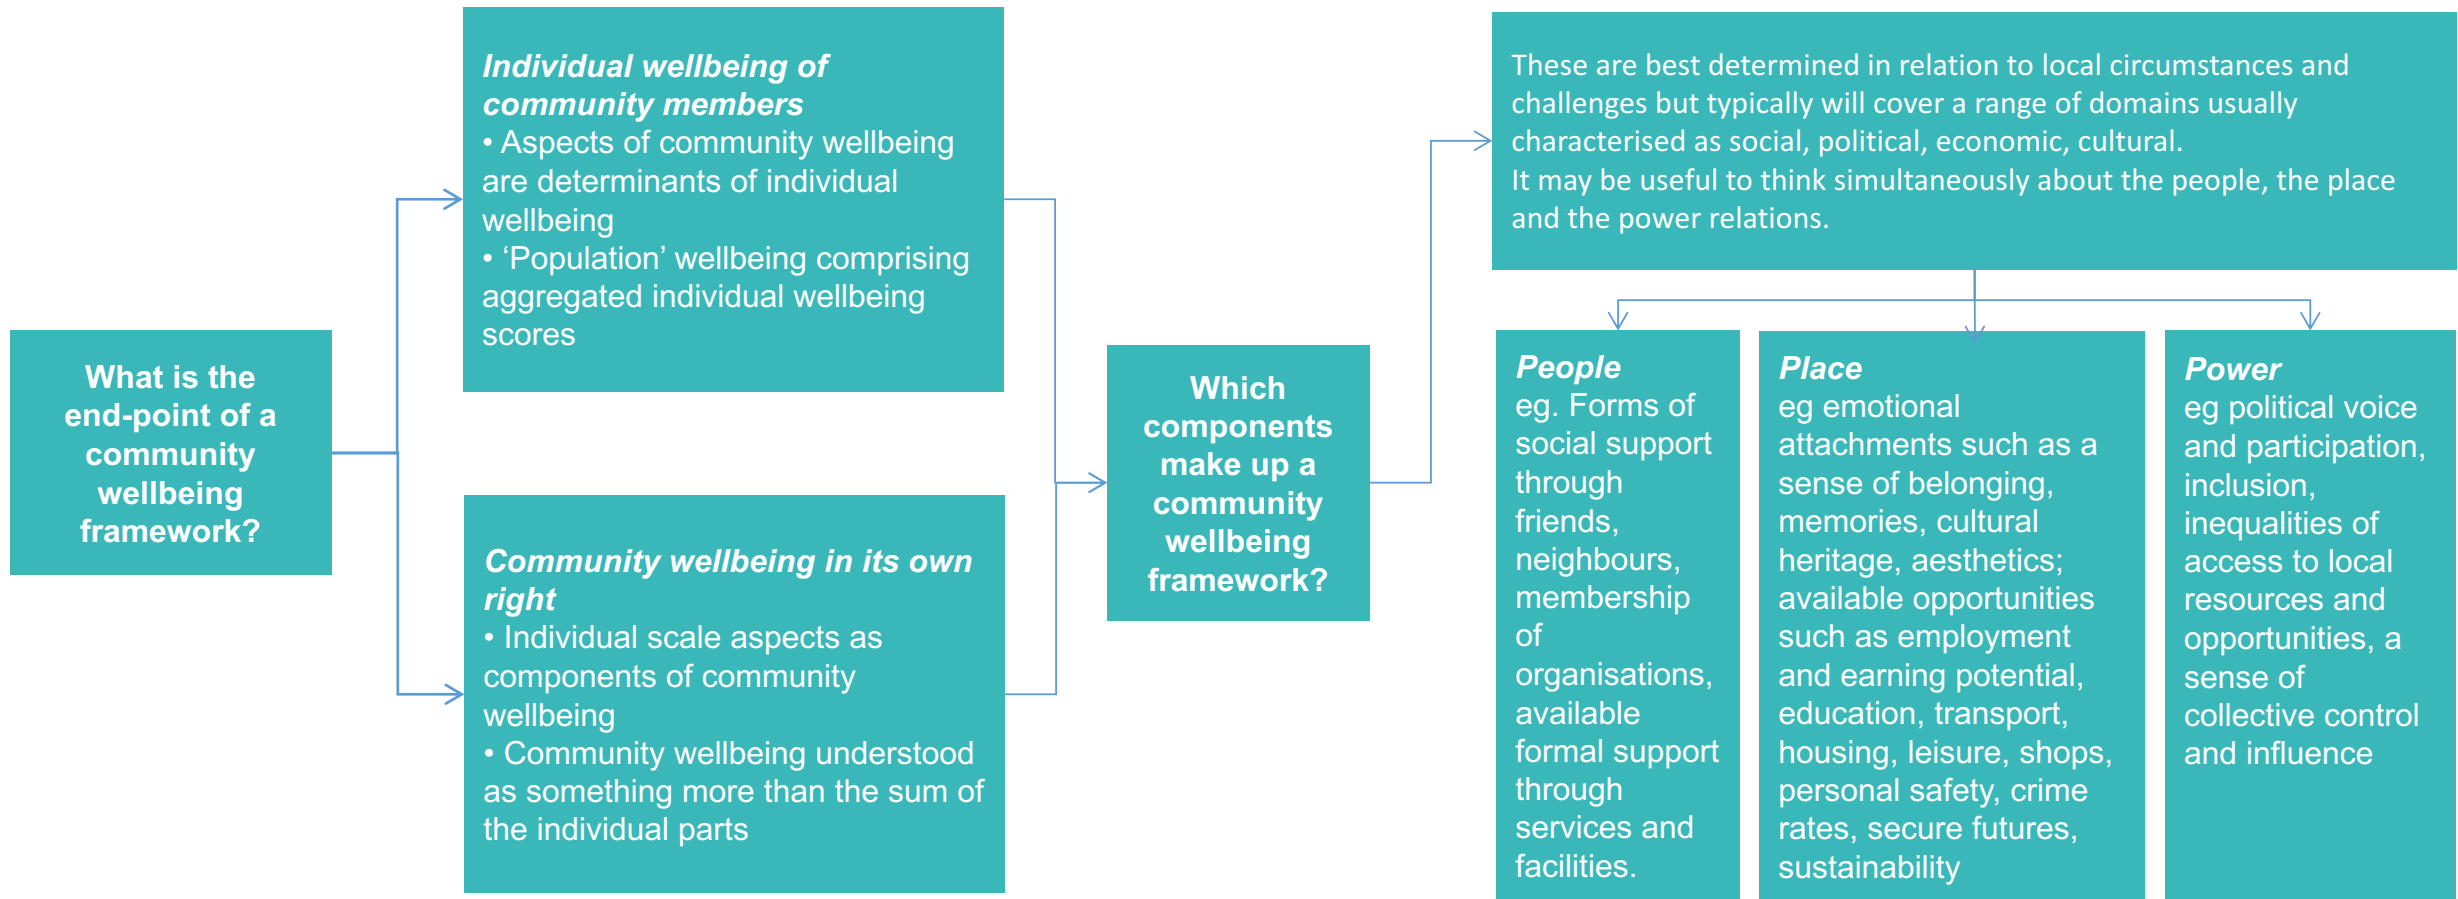 What is the
end-point of a
community
wellbeing
framework?
Individual wellbeing of
community members
• Aspects of community wellbeing
are determinants of individual
wellbeing
• ‘Population’ wellbeing comprising
aggregated individual wellbeing
scores
Community wellbeing in its own
right
• Individual scale aspects as
components of community
wellbeing
• Community wellbeing understood
as something more than the sum of
the individual parts
Which
components
make up a
community
wellbeing
framework?
These are best determined in relation to local circumstances and
challenges but typically will cover a range of domains usually
characterised as social, political, economic, cultural.
It may be useful to think simultaneously about the people, the place
and the power relations.
People
eg. Forms of
social support
through
friends,
neighbours,
membership
of
organisations,
available
formal support
through
services and
facilities.
Place
eg emotional
attachments such as a
sense of belonging,
memories, cultural
heritage, aesthetics;
available opportunities
such as employment
and earning potential,
education, transport,
housing, leisure, shops,
personal safety, crime
rates, secure futures,
sustainability
Power
eg political voice
and participation,
inclusion,
inequalities of
access to local
resources and
opportunities, a
sense of
collective control
and influence